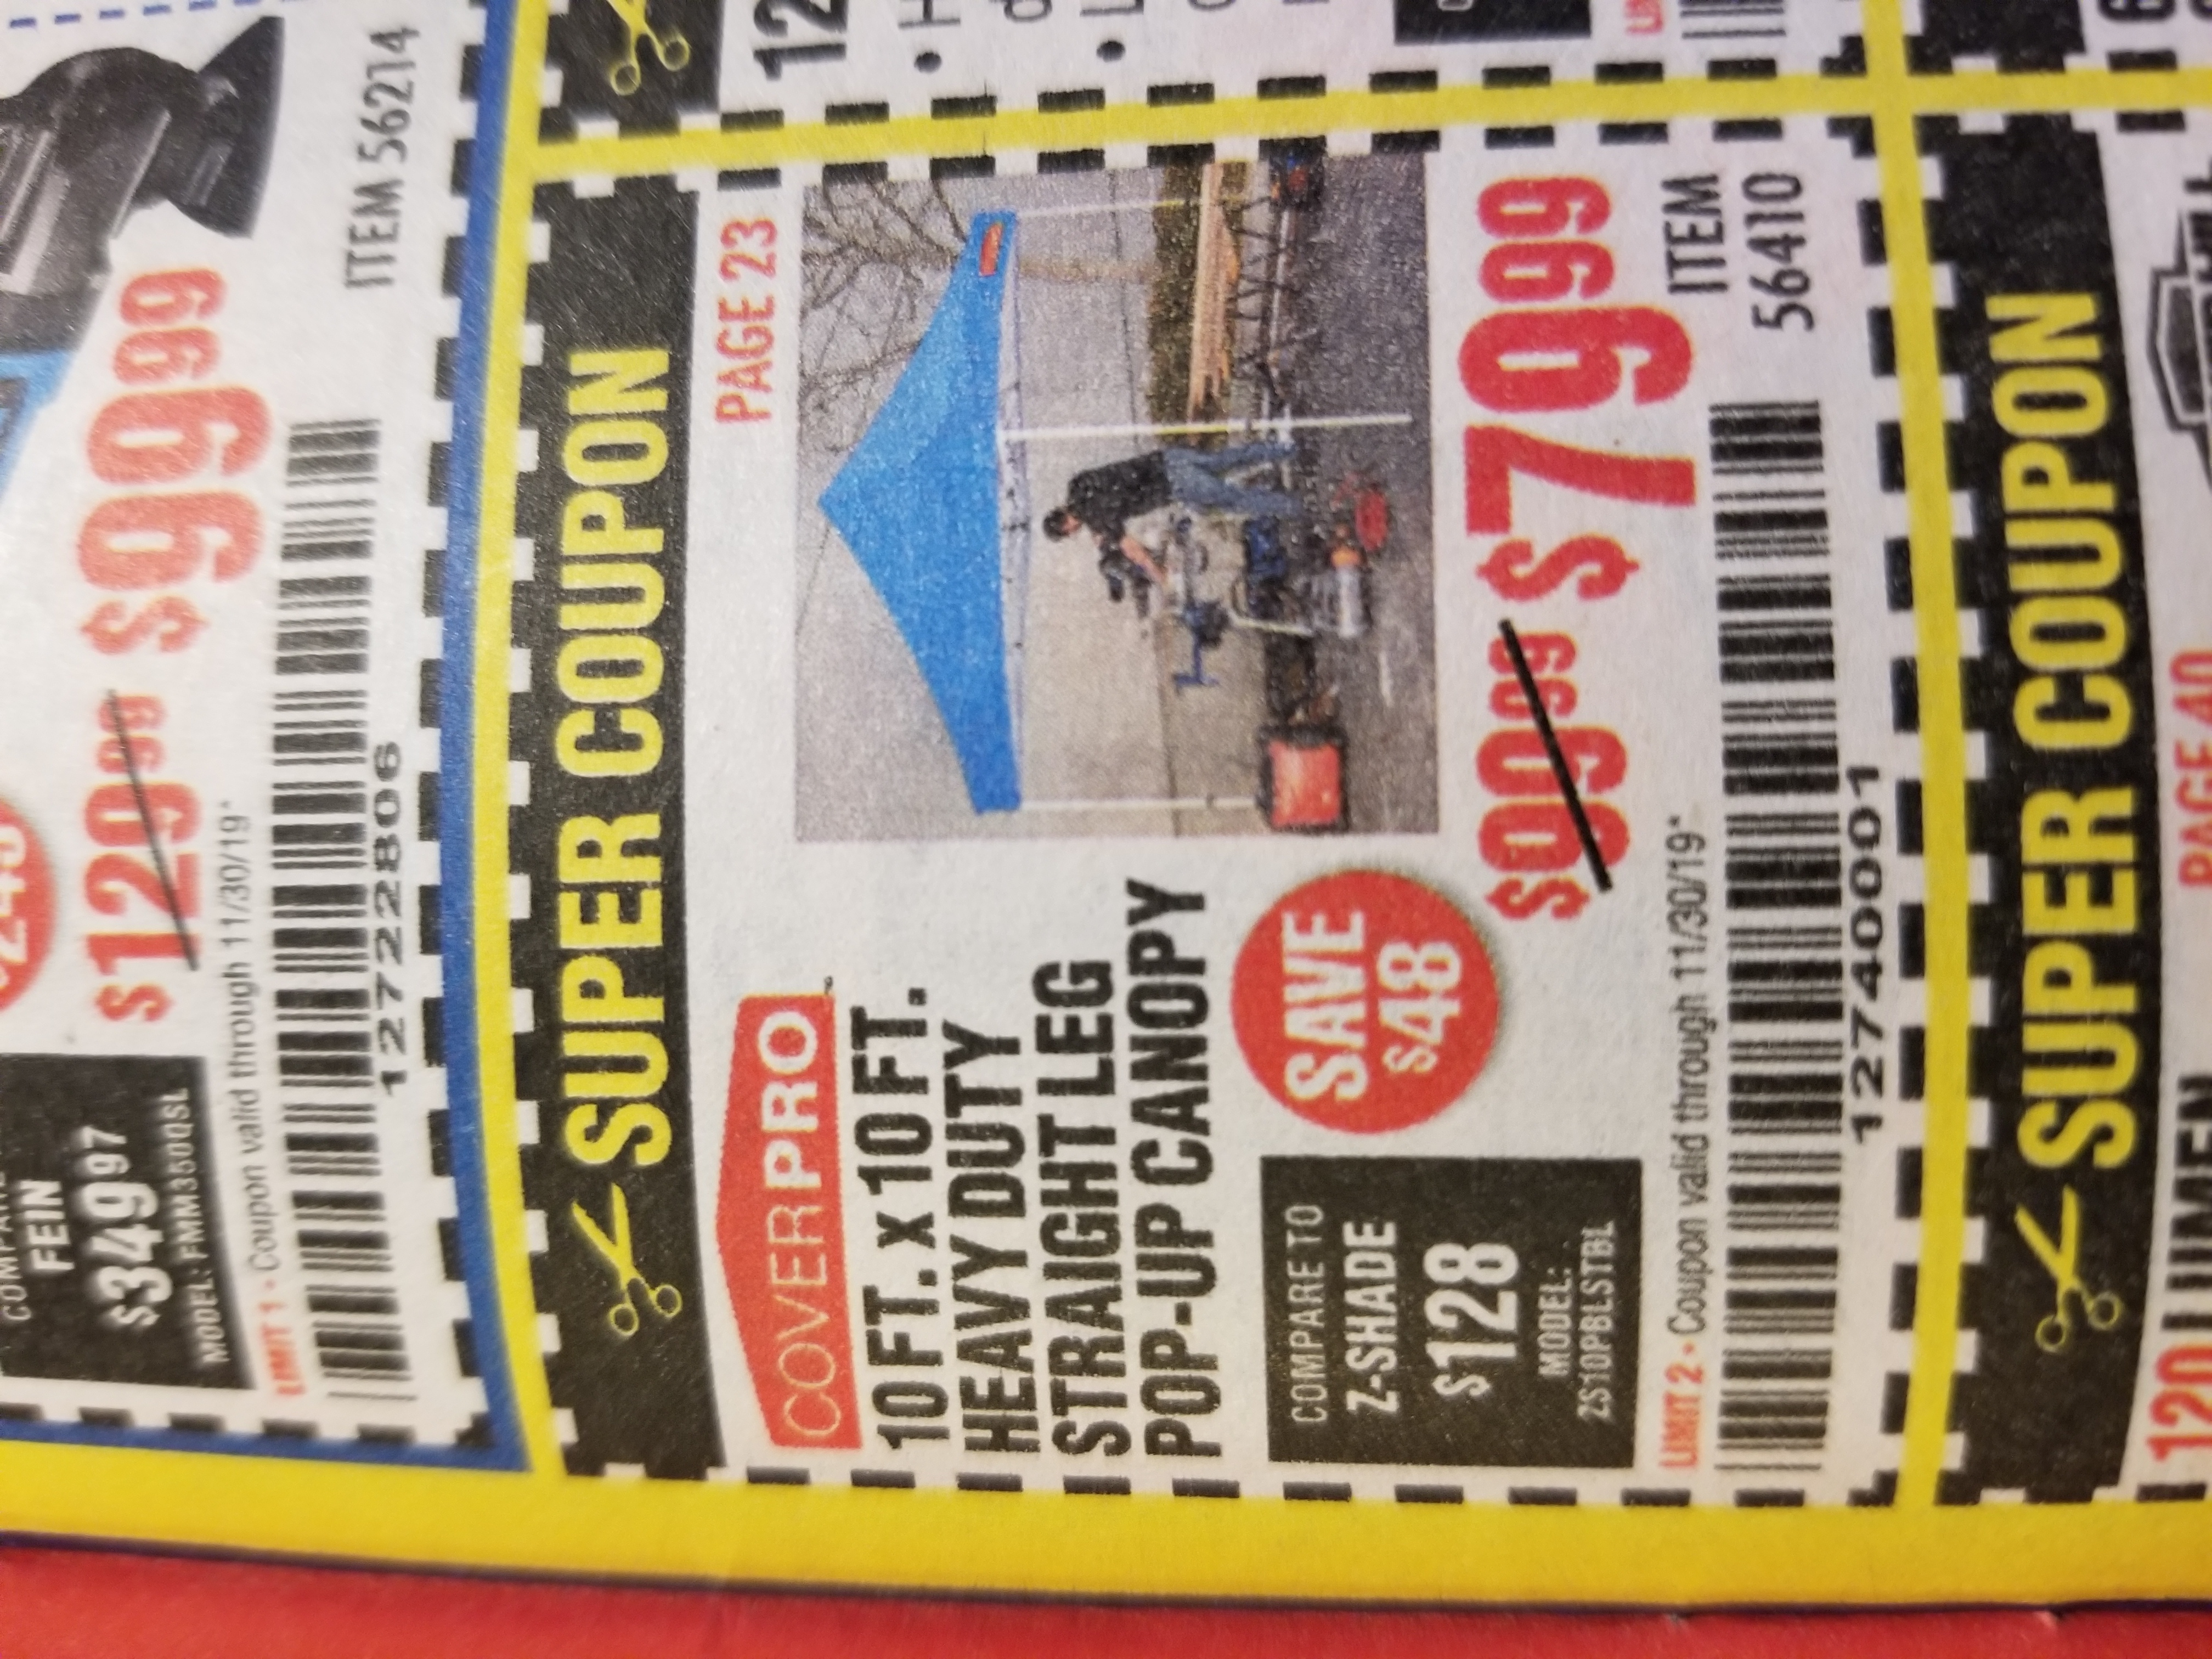 ITEM 56214
$129 99 $99 99
FEIN
$349 97
MODEL: FMM350QSL
LIMIT 1 • Coupon valid through 11/30/19*
12722806
12
SUPER COUPON
PAGE 23
COVERPRO
10 FT. x 10 FT.
HEAVY DUTY
STRAIGHT LEG
POP-UP CANOPY
SAVE
$48
COMPARE TO
Z-SHADE
$128
MODEL:
ZS10PBLSTBL
$99 99 $79 99
ITEM
56410
LIMIT 2 • Coupon valid through 11/30/19*
12740001
SUPER COUPON
PAGE 40
120 LUMEN